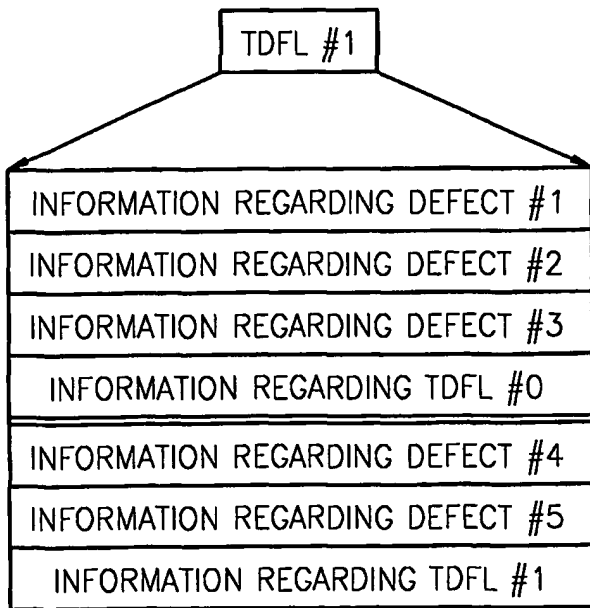 TDFL #1
INFORMATION REGARDING DEFECT #1
INFORMATION REGARDING DEFECT #2
INFORMATION REGARDING DEFECT #3
INFORMATION REGARDING TDFL #0
INFORMATION REGARDING DEFECT #4
INFORMATION REGARDING DEFECT #5
INFORMATION REGARDING TDFL #1